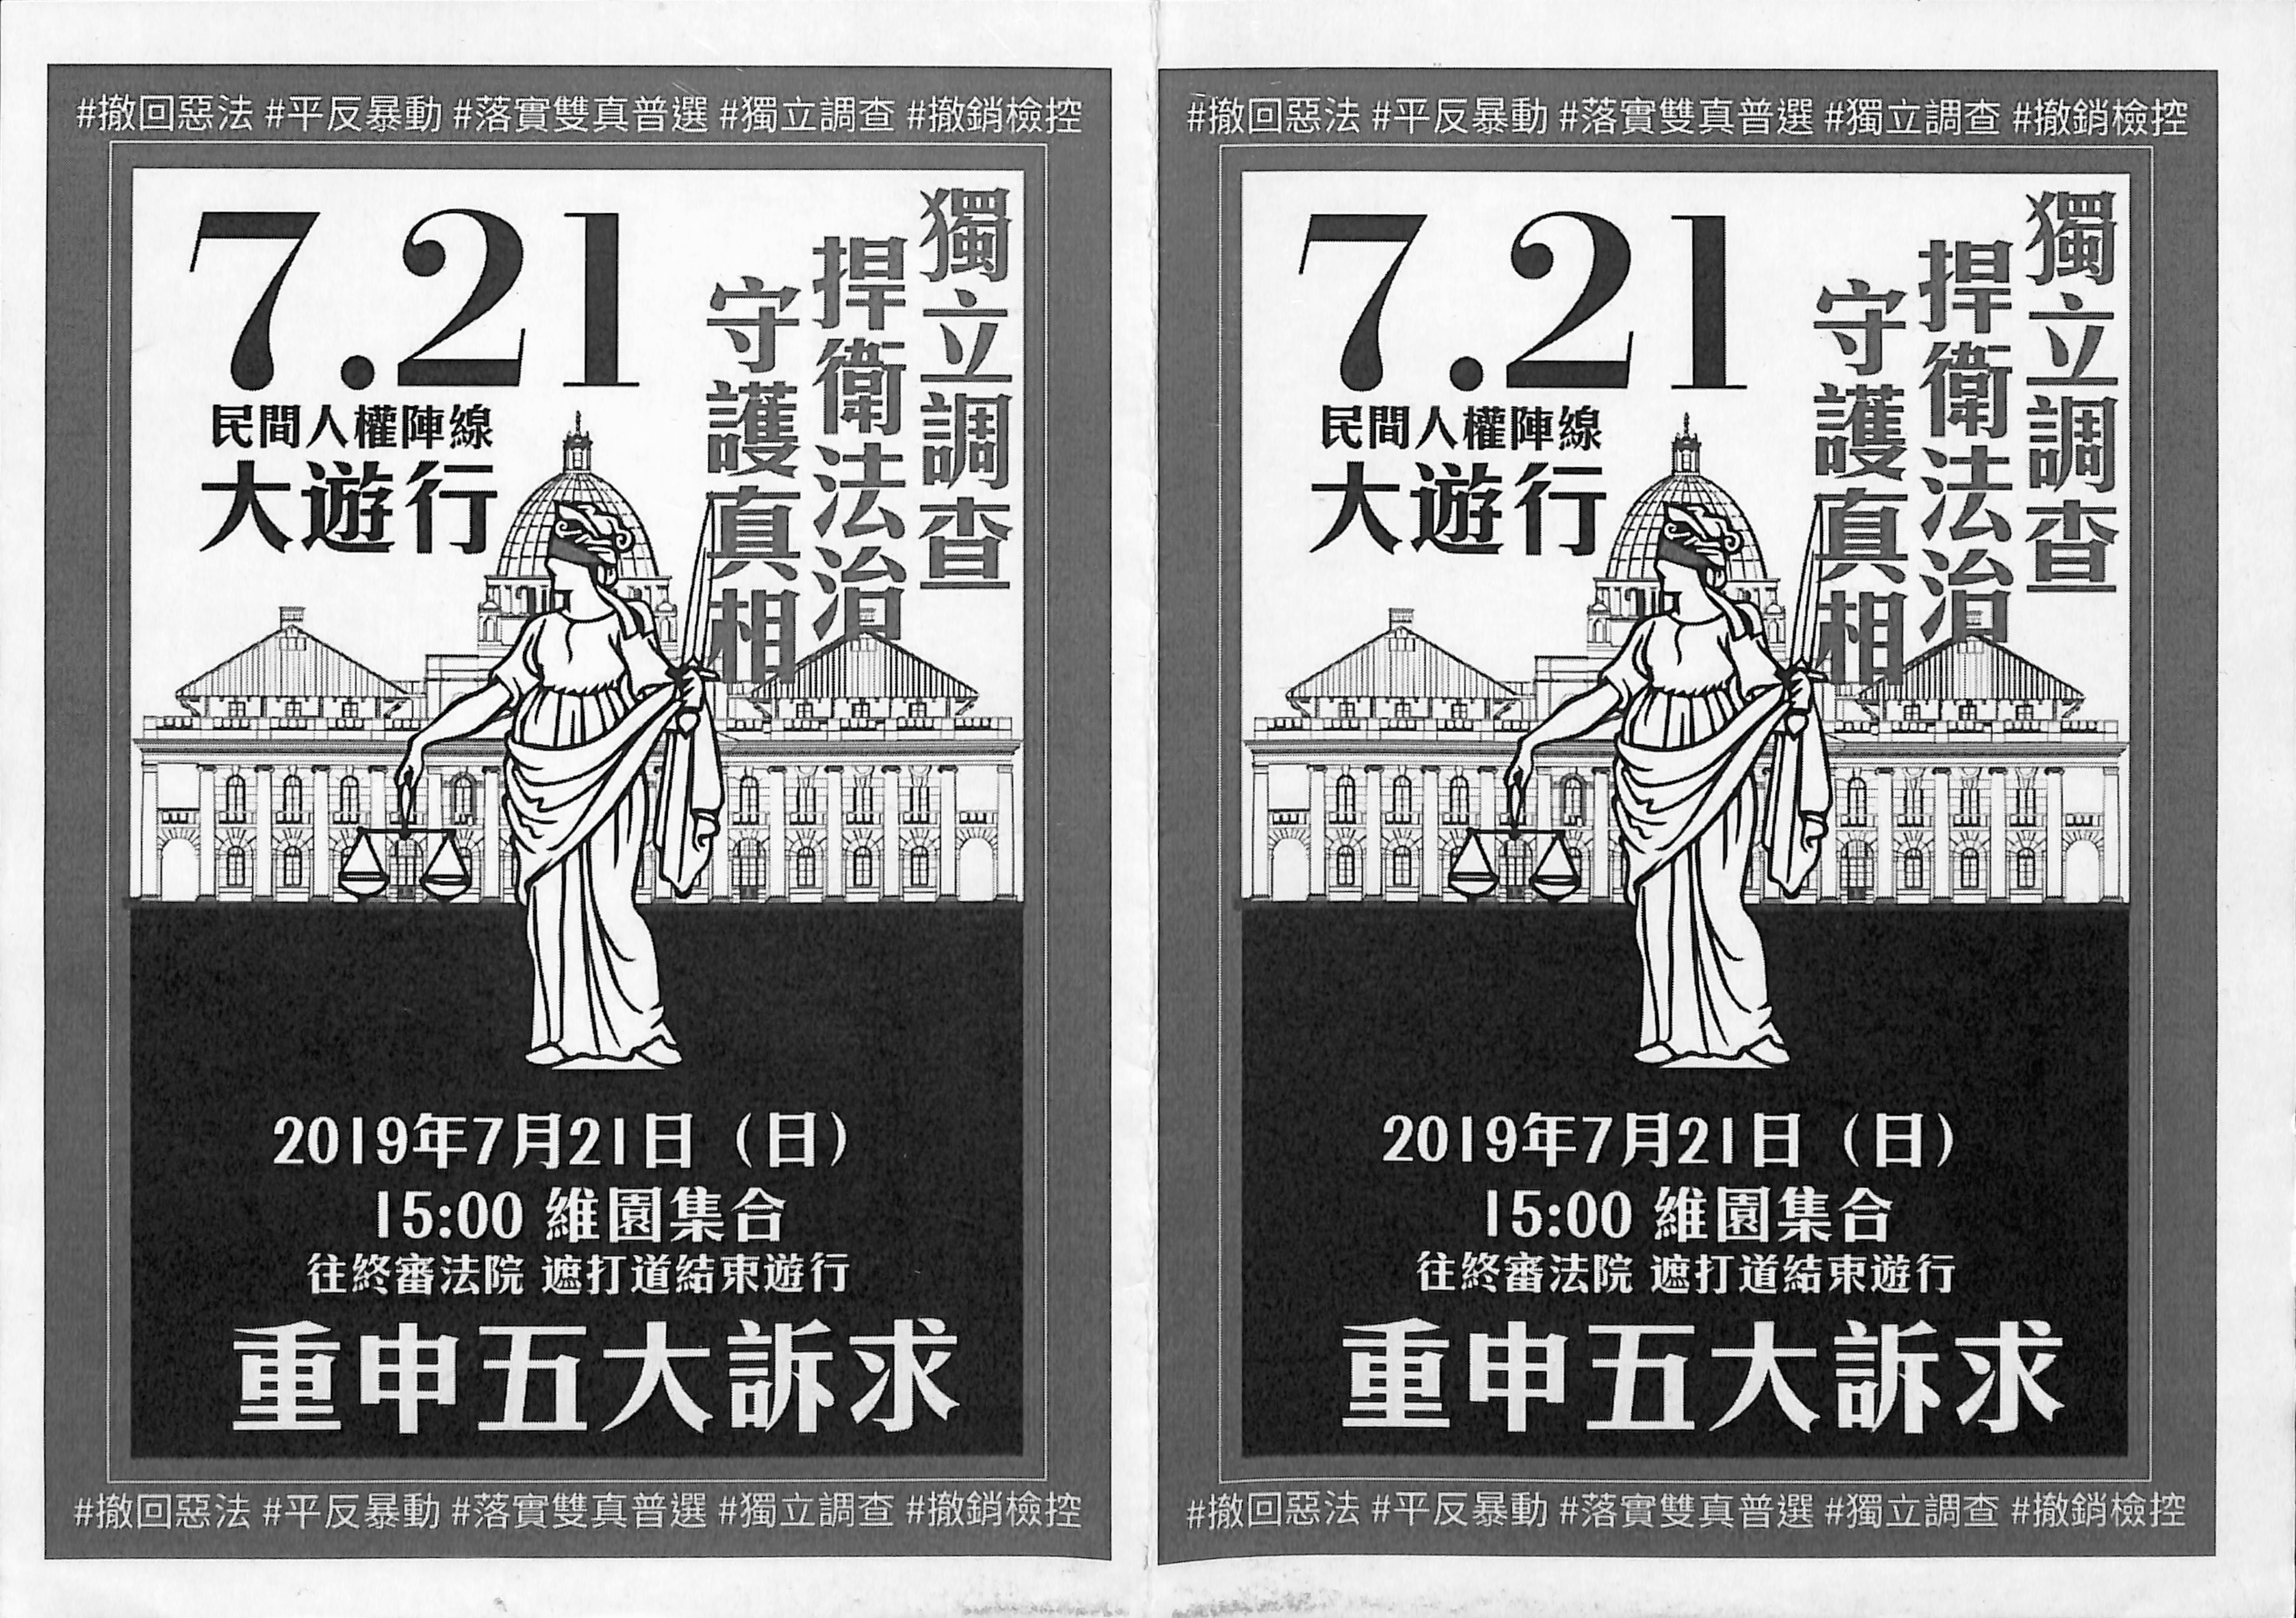 #撤回惡法 #平反暴動 #落實雙真普選 #獨立調查 #撤銷檢控
7.21
民間人權陣線
大遊行
獨立調查
捍衛法治
守護真相
2019年7月21日（日）
15:00 維園集合
往終審法院 遮打道結束遊行
重申五大訴求
#撤回惡法 #平反暴動 #落實雙真普選 #獨立調查 #撤銷檢控
#撤回惡法 #平反暴動 #落實雙真普選 #獨立調查 #撤銷檢控
7.21
民間人權陣線
大遊行
獨立調查
捍衛法治
守護真相
2019年7月21日（日）
15:00 維園集合
往終審法院 遮打道結束遊行
重申五大訴求
#撤回惡法 #平反暴動 #落實雙真普選 #獨立調查 #撤銷檢控